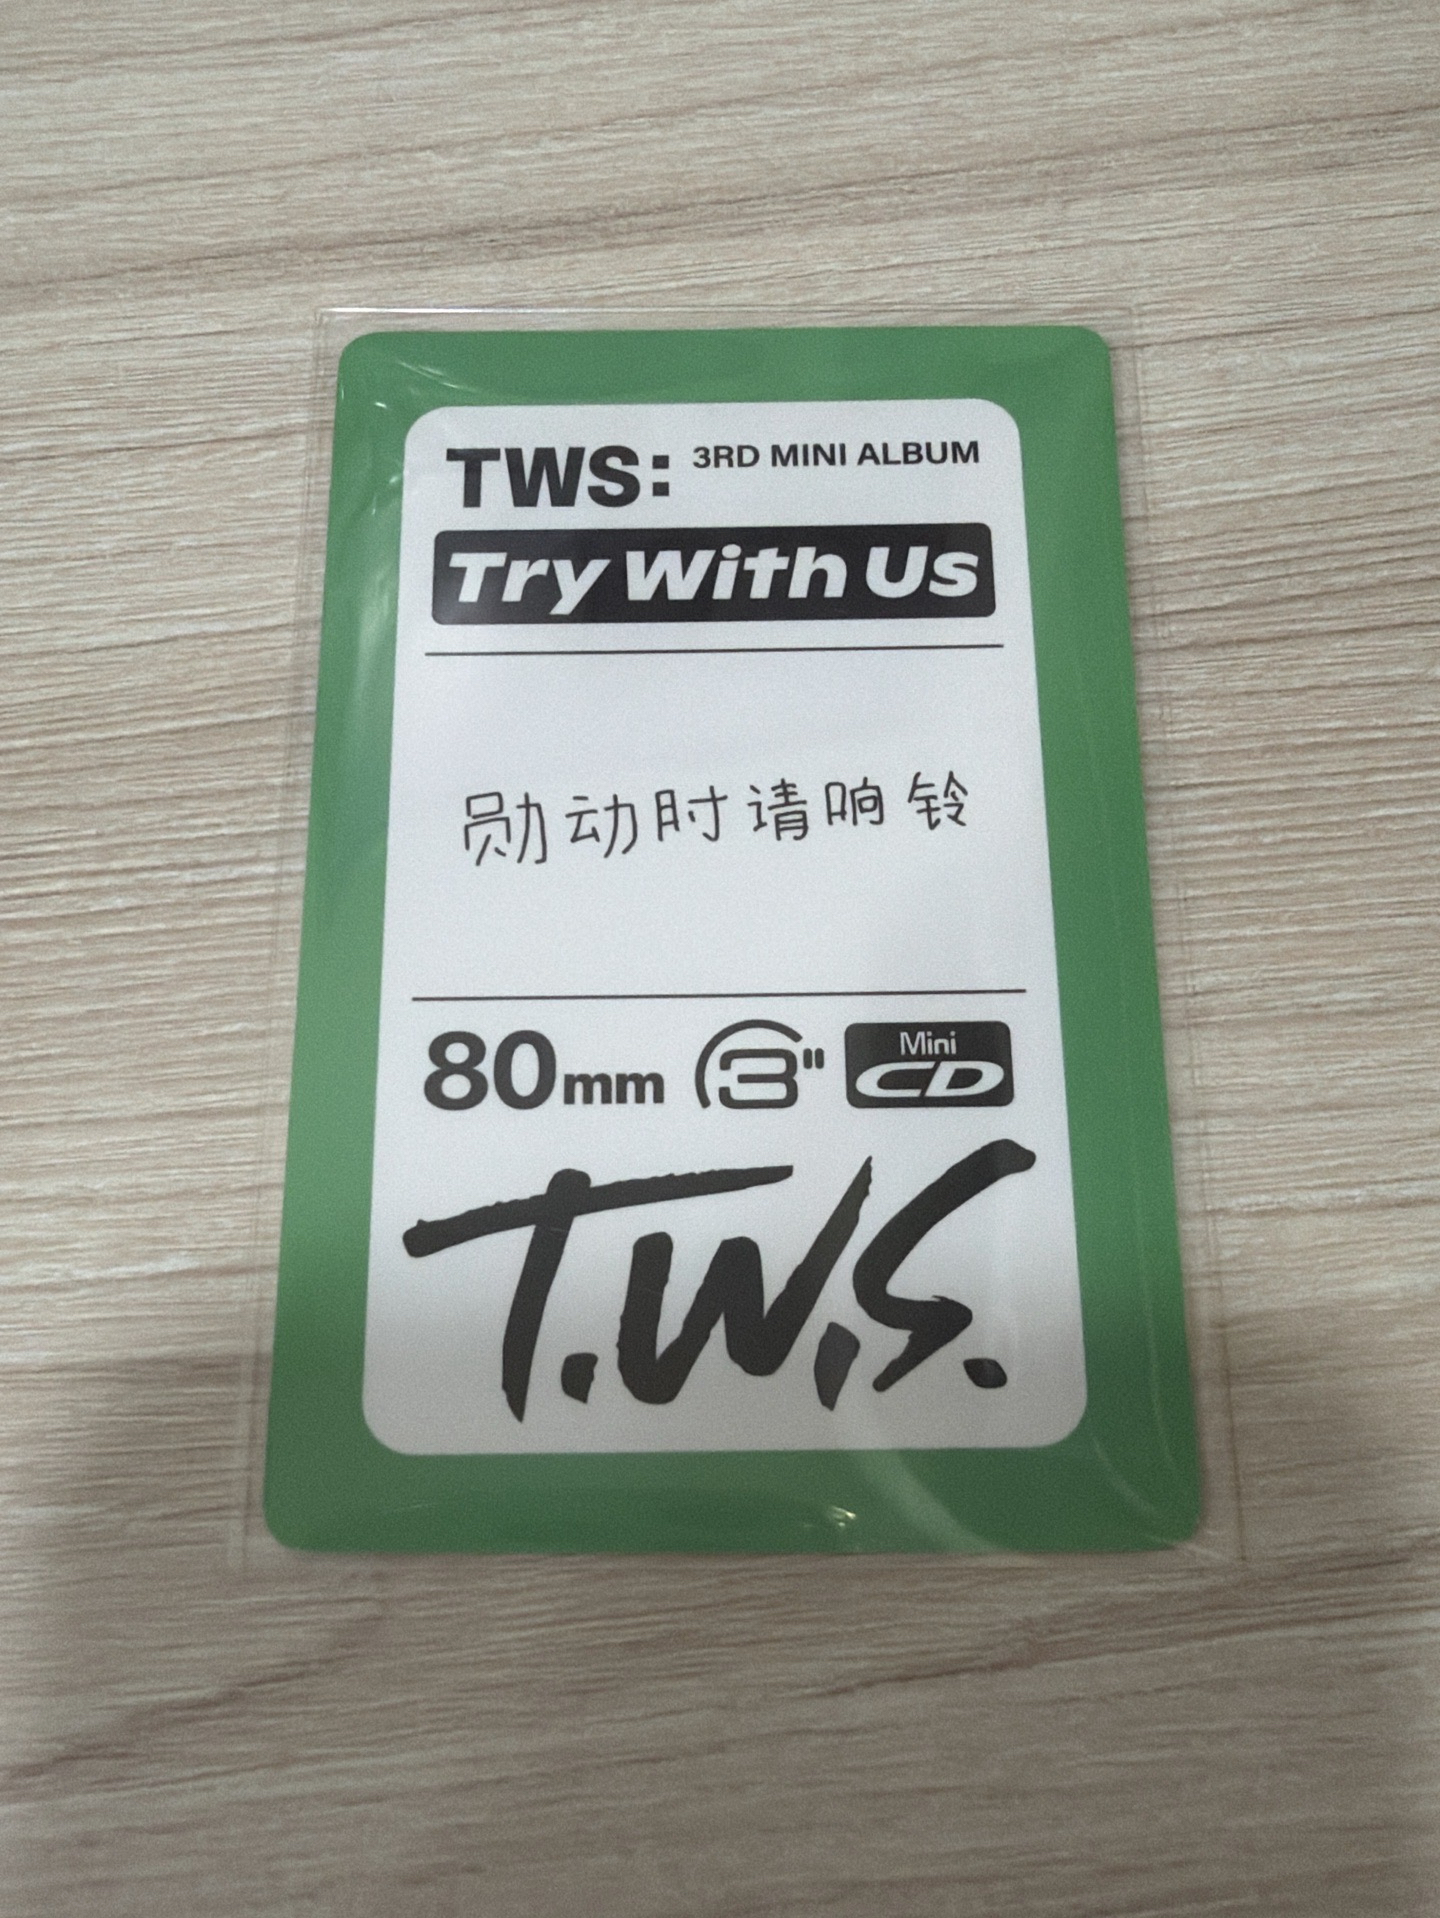 TWS: 3RD MINI ALBUM
Try With Us
勋动时请响铃
80mm 3" Mini CD
T.W.S.